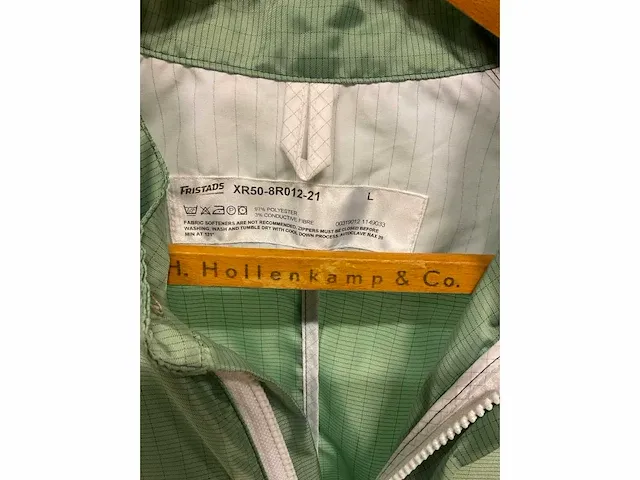 FRISTADS XR50-8R012-21 L
97% POLYESTER
3% CONDUCTIVE FIBRE
FABRIC SOFTENERS ARE NOT RECOMMENDED. ZIPPERS MUST BE CLOSED BEFORE
WASHING, WASH AND TUMBLE DRY WITH COOL DOWN PROCESS. AUTOCLAVE MAX 20
MIN AT 121°
H. Hollenkamp & Co.